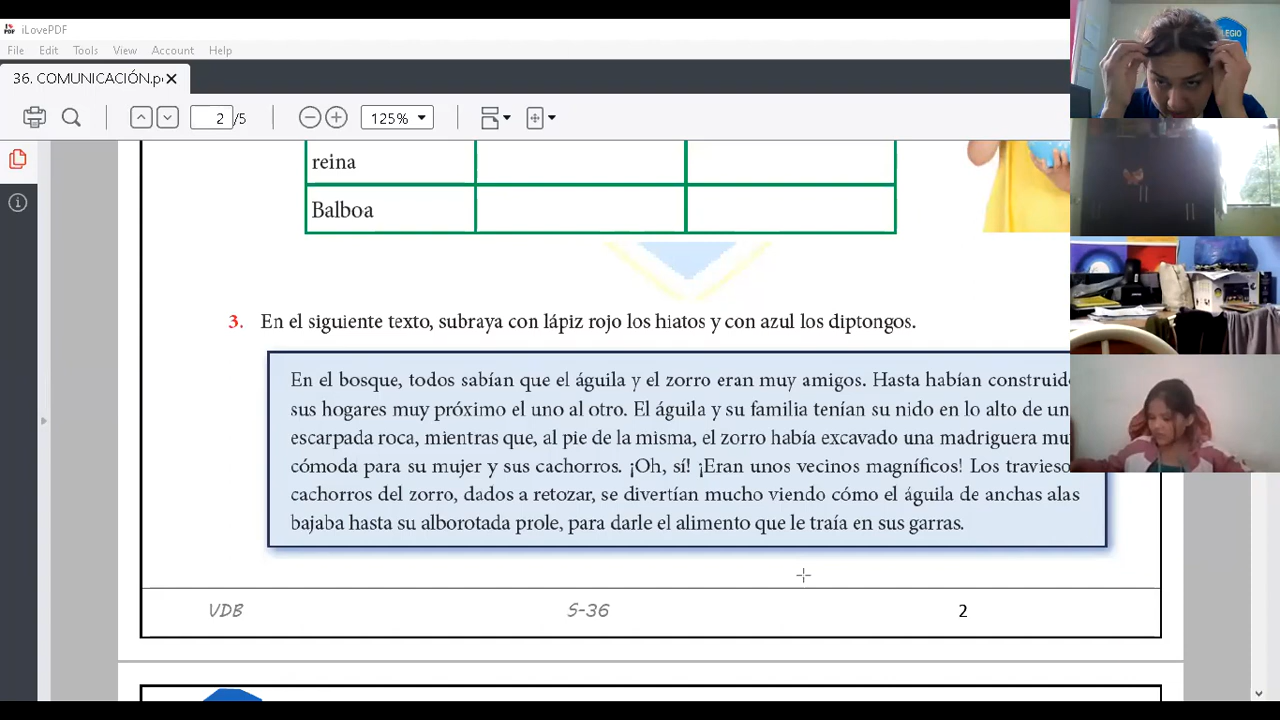 iLovePDF
File Edit Tools View Account Help
36. COMUNICACIÓN.p
2 /5 125%
reina
Balboa
3. En el siguiente texto, subraya con lápiz rojo los hiatos y con azul los diptongos.
En el bosque, todos sabían que el águila y el zorro eran muy amigos. Hasta habían
sus hogares muy próximo el uno al otro. El águila y su familia tenían su nido en lo alto de
escarpada roca, mientras que, al pie de la misma, el zorro había excavado una madriguera
cómoda para su mujer y sus cachorros. ¡Oh, sí! ¡Eran unos vecinos magníficos! Los
cachorros del zorro, dados a retozar, se divertían mucho viendo cómo el águila de anchas alas
bajaba hasta su alborotada prole, para darle el alimento que le traía en sus garras.
VDB S-36 2